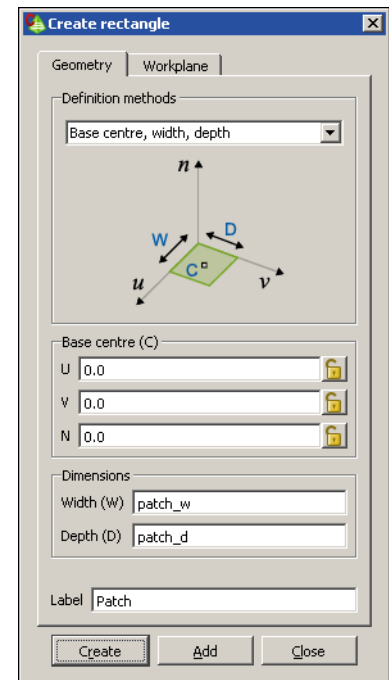 Create rectangle
Geometry Workplane
Definition methods
Base centre, width, depth
n
W D
C
u v
Base centre (C)
U 0.0
V 0.0
N 0.0
Dimensions
Width (W) patch_w
Depth (D) patch_d
Label Patch
Create Add Close